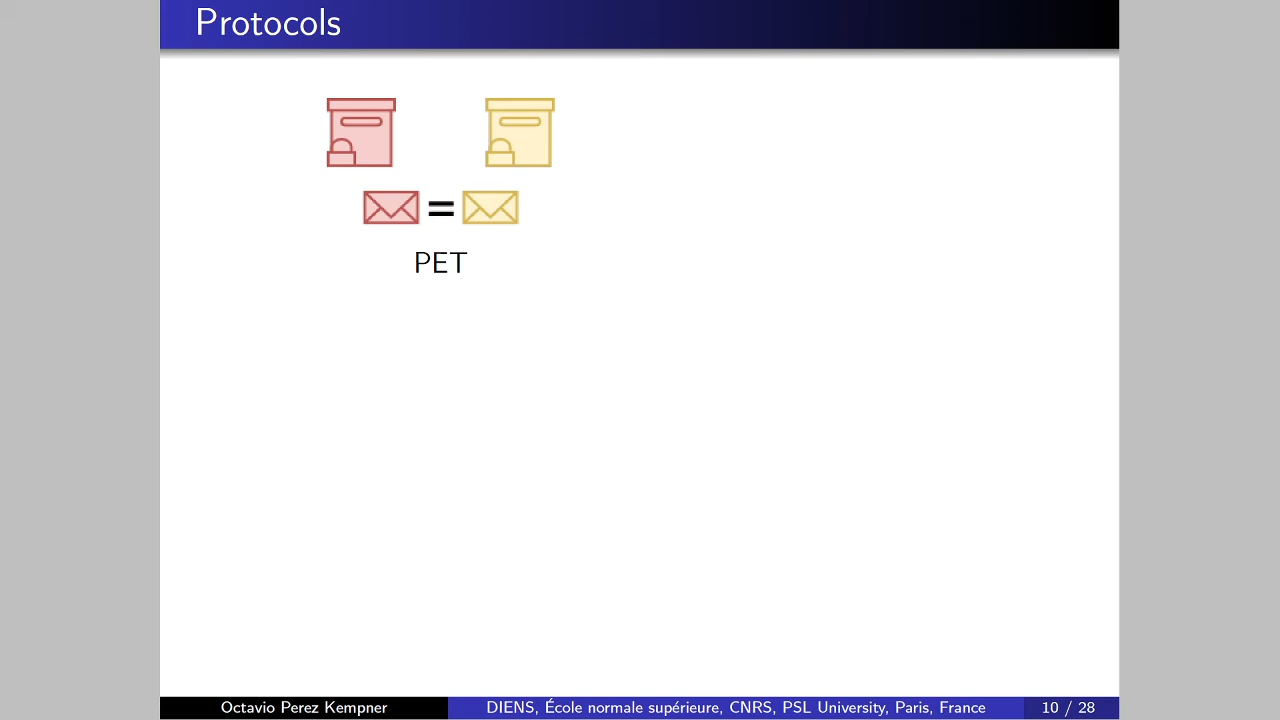 Protocols
=
PET
Octavio Perez Kempner
DIENS, École normale supérieure, CNRS, PSL University, Paris, France
10 / 28